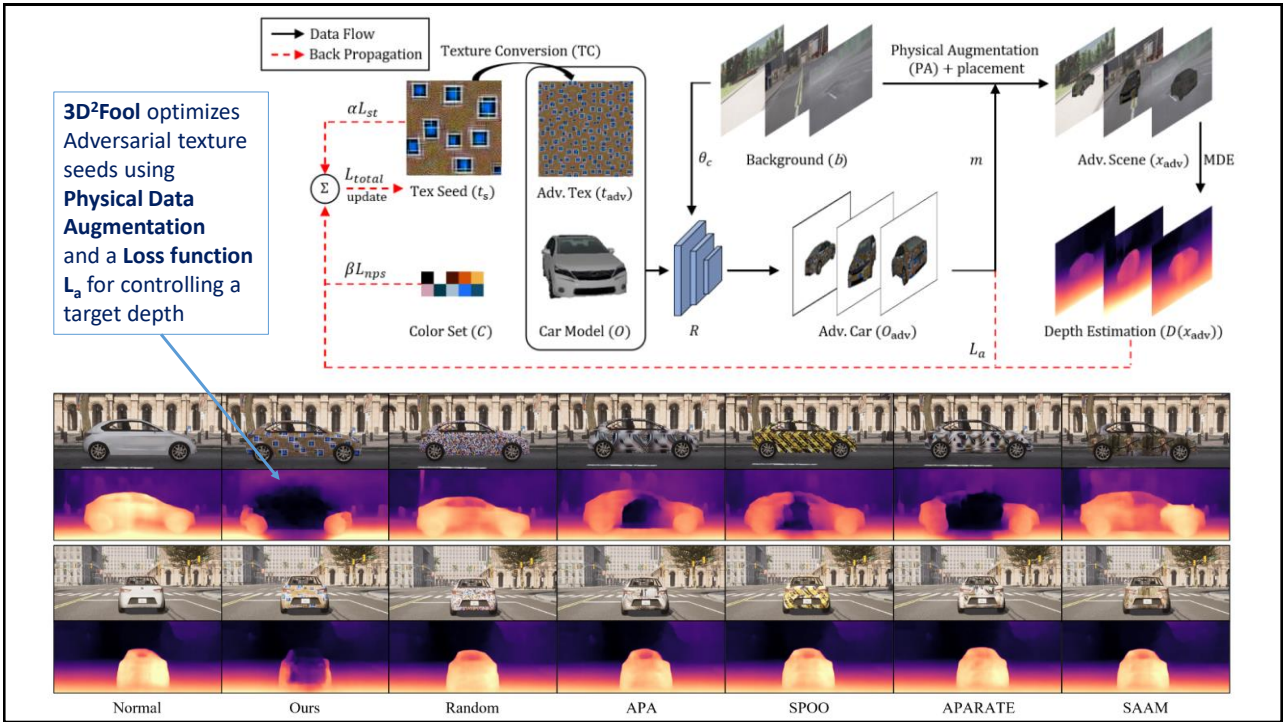 Data Flow
Back Propagation
Texture Conversion (TC)
Physical Augmentation
(PA) + placement
3D²Fool optimizes
Adversarial texture
seeds using
Physical Data
Augmentation
and a Loss function
Lₐ for controlling a
target depth
αL_st
Σ
L_total
update
Tex Seed (t_s)
Adv. Tex (t_adv)
θ_c
Background (b)
m
Adv. Scene (x_adv)
MDE
βL_nps
Color Set (C)
Car Model (O)
R
Adv. Car (O_adv)
Depth Estimation (D(x_adv))
L_a
Normal Ours Random APA SPOO APARATE SAAM